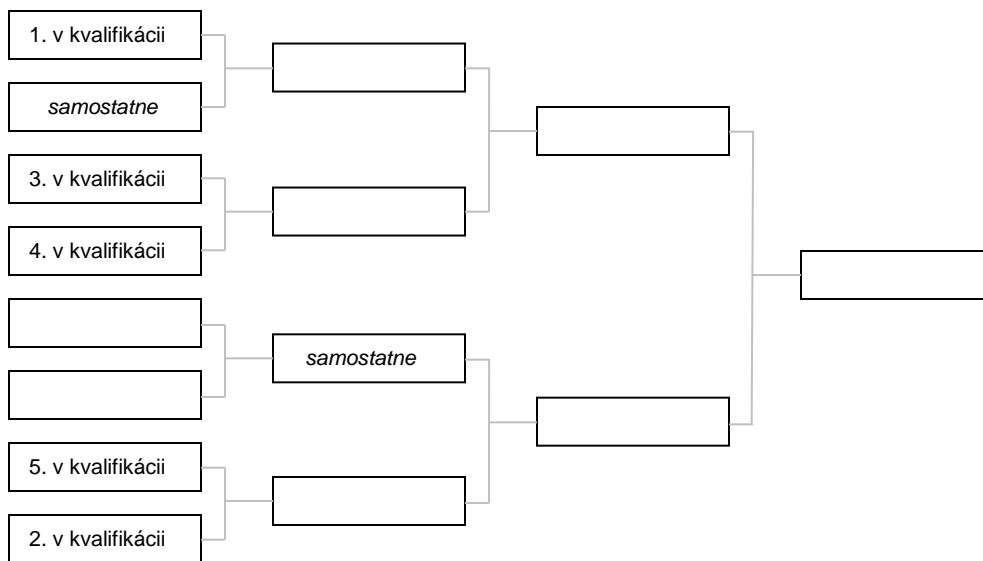 1. v kvalifikácii
samostatne
3. v kvalifikácii
4. v kvalifikácii
samostatne
5. v kvalifikácii
2. v kvalifikácii